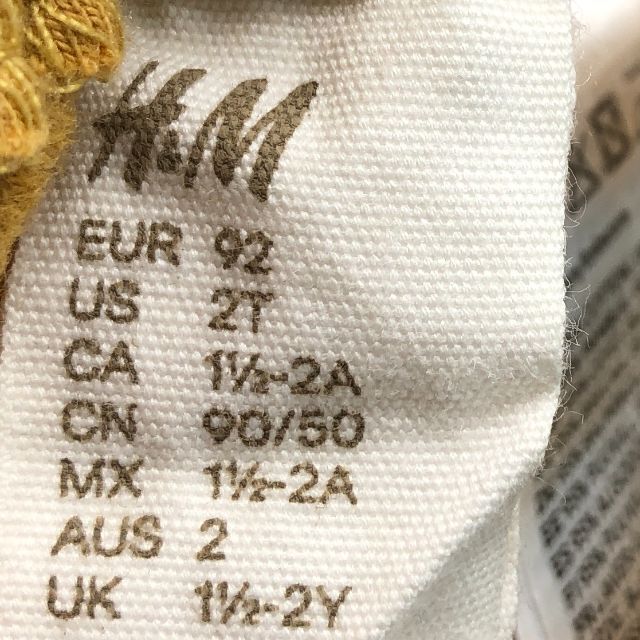 H&M
EUR 92
US 2T
CA 1½-2A
CN 90/50
MX 1½-2A
AUS 2
UK 1½-2Y